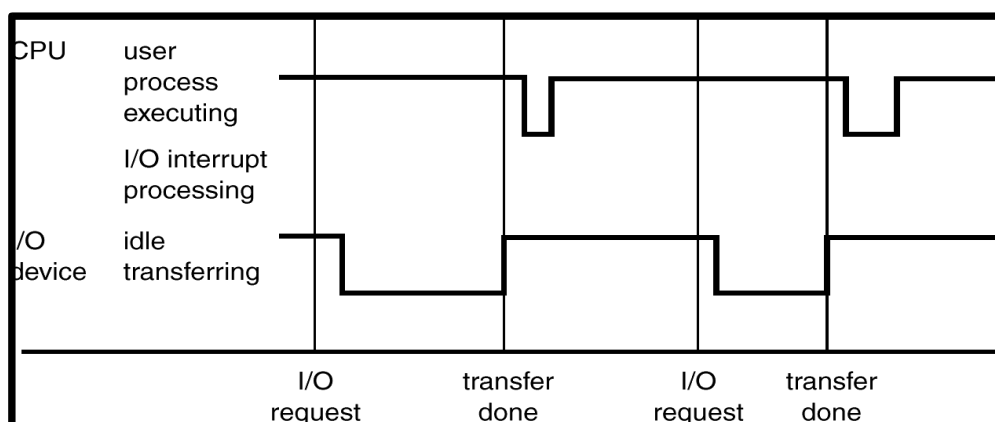 CPU
user
process
executing
I/O interrupt
processing
I/O
device
idle
transferring
I/O
request
transfer
done
I/O
request
transfer
done